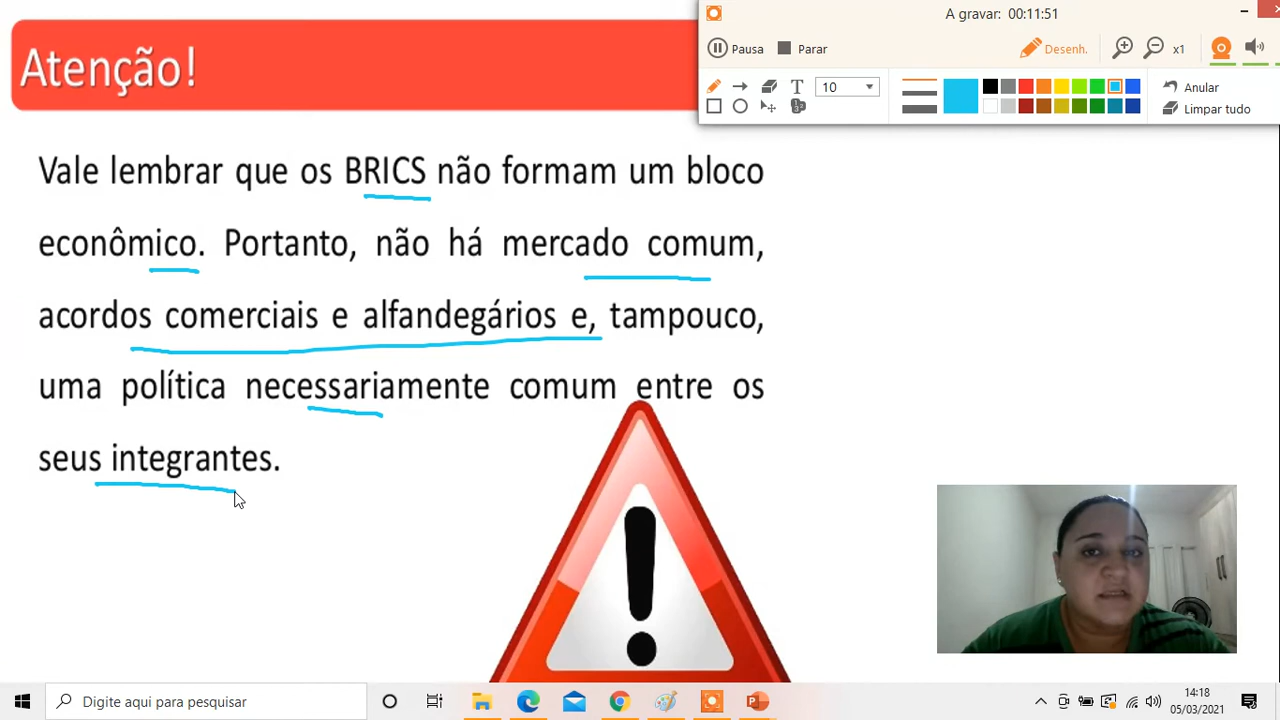 Atenção!
A gravar: 00:11:51
Pausa
Parar
Desenh.
x1
T
10
Anular
Limpar tudo
Vale lembrar que os BRICS não formam um bloco
econômico. Portanto, não há mercado comum,
acordos comerciais e alfandegários e, tampouco,
uma política necessariamente comum entre os
seus integrantes.
Digite aqui para pesquisar
14:18
05/03/2021